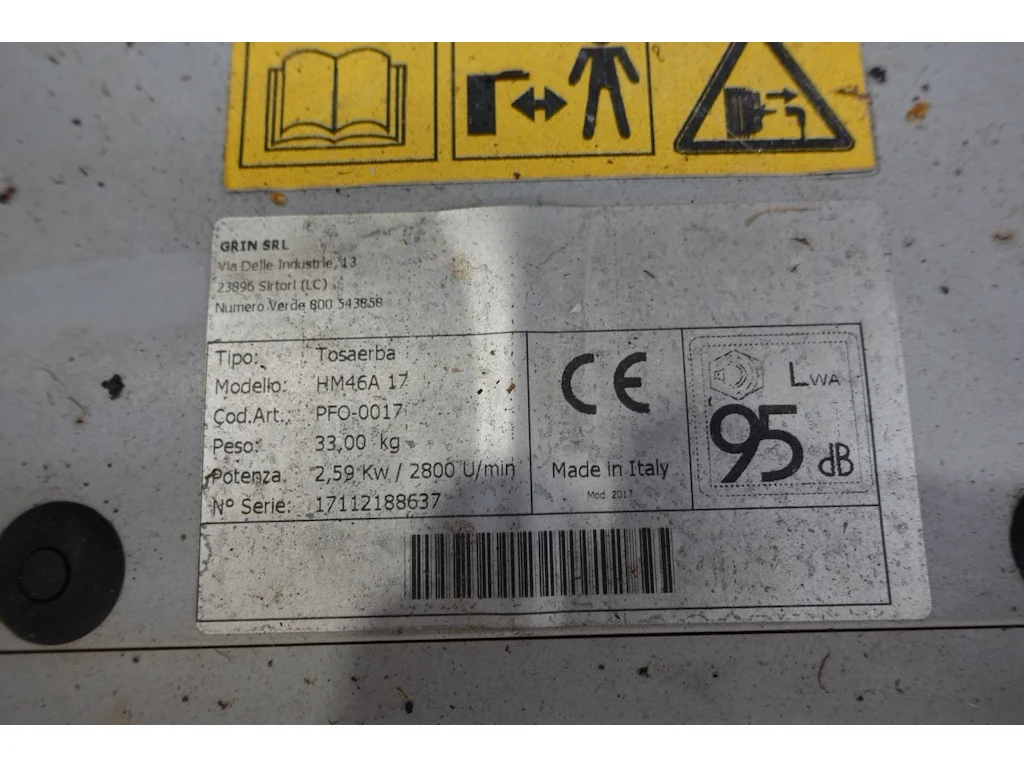 GRIN SRL
Via Delle Industrie, 13
23896 Sirtori (LC)
Numero Verde 800 543858
Tipo: Tosaerba
Modello: HM46A 17
Cod.Art.: PFO-0017
Peso: 33,00 kg
Potenza 2,59 Kw / 2800 U/min
N° Serie: 17112188637
CE
Made in Italy
Mod. 2017
LWA
95 dB